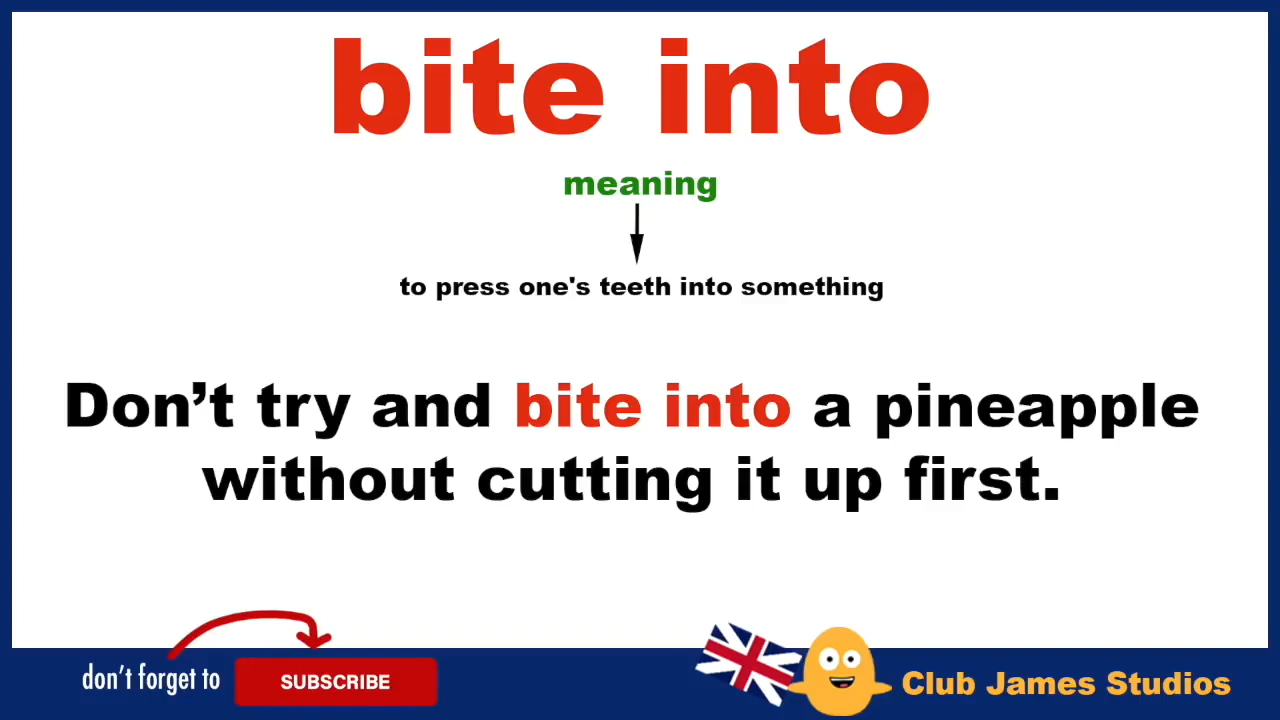 bite into
meaning
to press one's teeth into something
Don’t try and bite into a pineapple
without cutting it up first.
don't forget to
SUBSCRIBE
Club James Studios